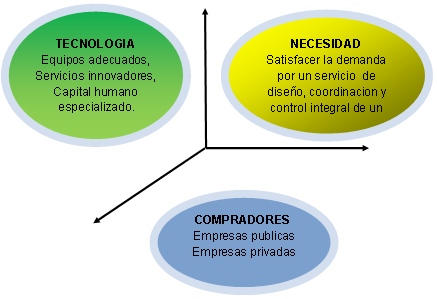 TECNOLOGIA
Equipos adecuados,
Servicios innovadores,
Capital humano
especializado.
NECESIDAD
Satisfacer la demanda
por un servicio de
diseño, coordinacion y
control integral de un
COMPRADORES
Empresas publicas
Empresas privadas